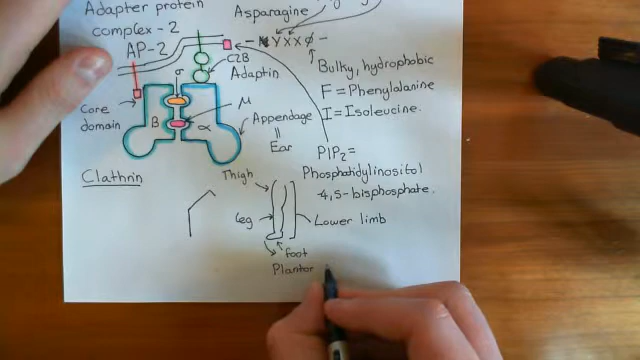 Adapter protein
complex-2
AP-2
Asparagine
- N Y X X Ø -
C2B
Adaptin
Bulky, hydrophobic
F = Phenylalanine
I = Isoleucine.
σ
Core
domain
β
μ
α
Appendage
=
Ear
PIP2 =
Phosphatidylinositol
-4,5-bisphosphate.
Clathrin
Thigh
Leg
Lower limb
foot
Plantar